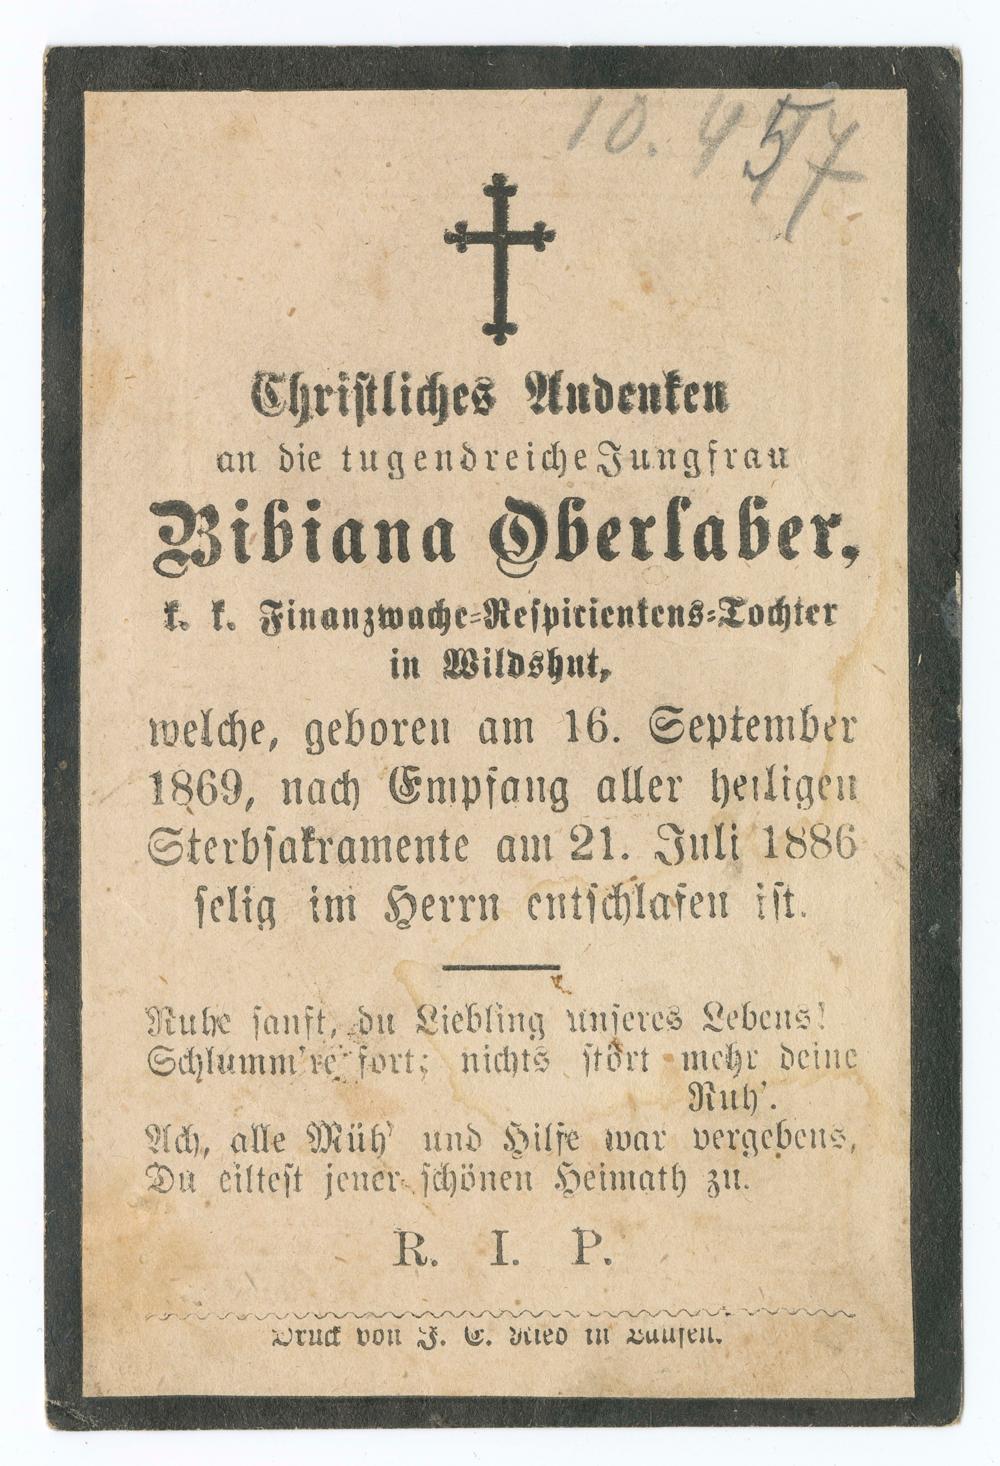 10. 457
Christliches Andenken
an die tugendreiche Jungfrau
Bibiana Obersaber,
k. k. Finanzwache-Respicientens-Tochter
in Wildshut,
welche, geboren am 16. September
1869, nach Empfang aller heiligen
Sterbsakramente am 21. Juli 1886
selig im Herrn entschlafen ist.
Ruhe sanft, du Liebling unseres Lebens!
Schlumm're fort; nichts stört mehr deine
Ruh'.
Ach, alle Müh' und Hilfe war vergebens,
Du eiltest jener schönen Heimath zu.
R. I. P.
Druck von J. C. Ried in Laufen.